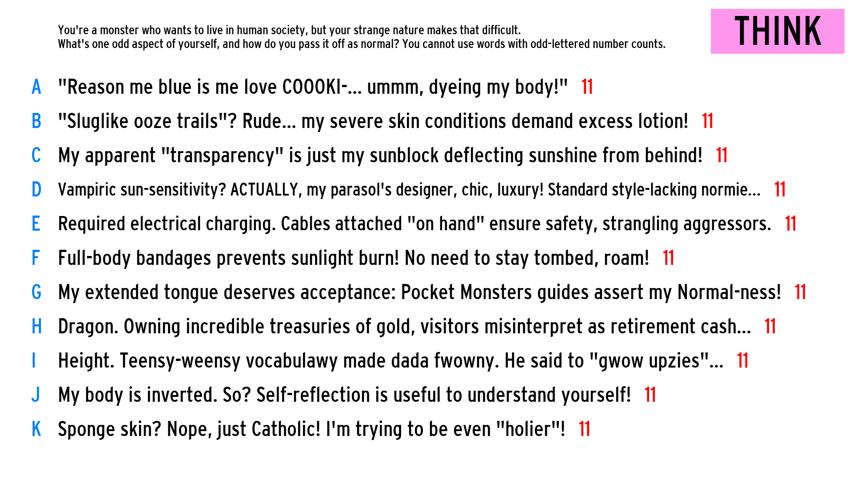 You're a monster who wants to live in human society, but your strange nature makes that difficult.
What's one odd aspect of yourself, and how do you pass it off as normal? You cannot use words with odd-lettered number counts.
THINK
A "Reason me blue is me love COOOKI-... ummm, dyeing my body!" 11
B "Sluglike ooze trails"? Rude... my severe skin conditions demand excess lotion! 11
C My apparent "transparency" is just my sunblock deflecting sunshine from behind! 11
D Vampiric sun-sensitivity? ACTUALLY, my parasol's designer, chic, luxury! Standard style-lacking normie... 11
E Required electrical charging. Cables attached "on hand" ensure safety, strangling aggressors. 11
F Full-body bandages prevents sunlight burn! No need to stay tombed, roam! 11
G My extended tongue deserves acceptance: Pocket Monsters guides assert my Normal-ness! 11
H Dragon. Owning incredible treasuries of gold, visitors misinterpret as retirement cash... 11
I Height. Teensy-weensy vocabulawy made dada fwowny. He said to "gwow upzies"... 11
J My body is inverted. So? Self-reflection is useful to understand yourself! 11
K Sponge skin? Nope, just Catholic! I'm trying to be even "holier"! 11